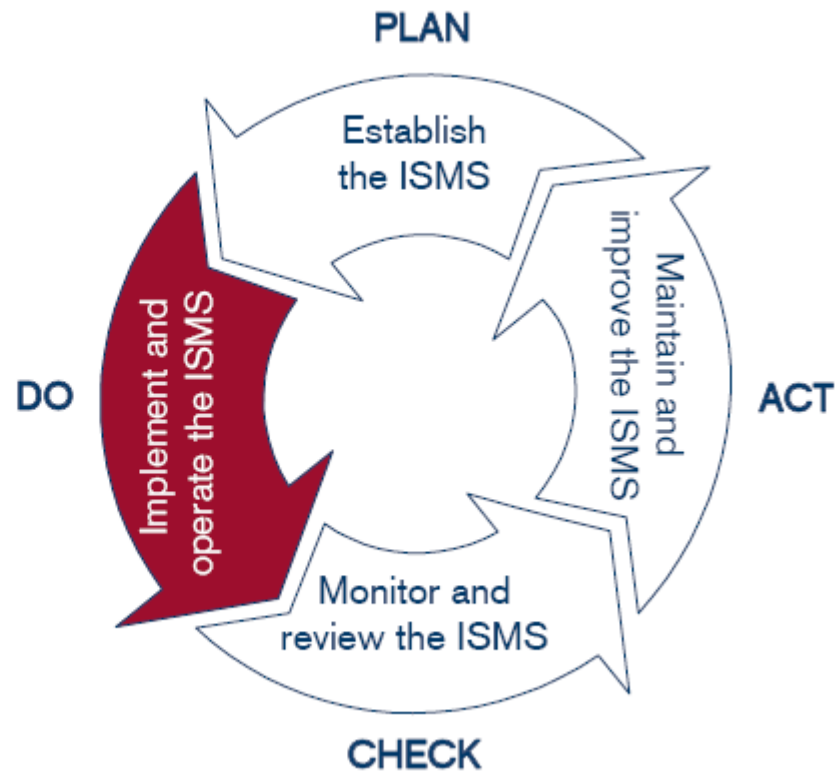 PLAN
Establish
the ISMS
DO
Implement and
operate the ISMS
Maintain and
improve the ISMS
ACT
Monitor and
review the ISMS
CHECK